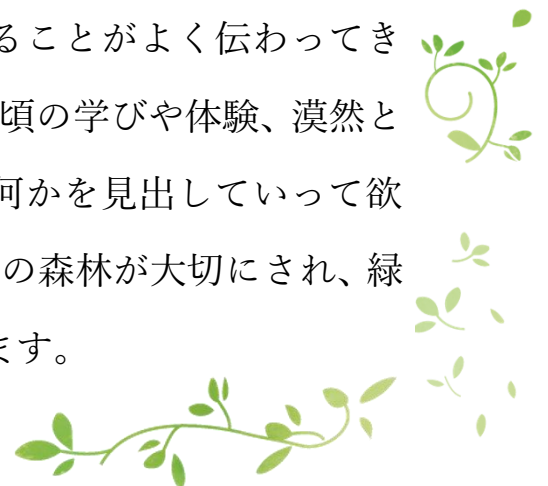 ることがよく伝わってき
頃の学びや体験、漠然と
何かを見出していって欲
の森林が大切にされ、緑
ます。